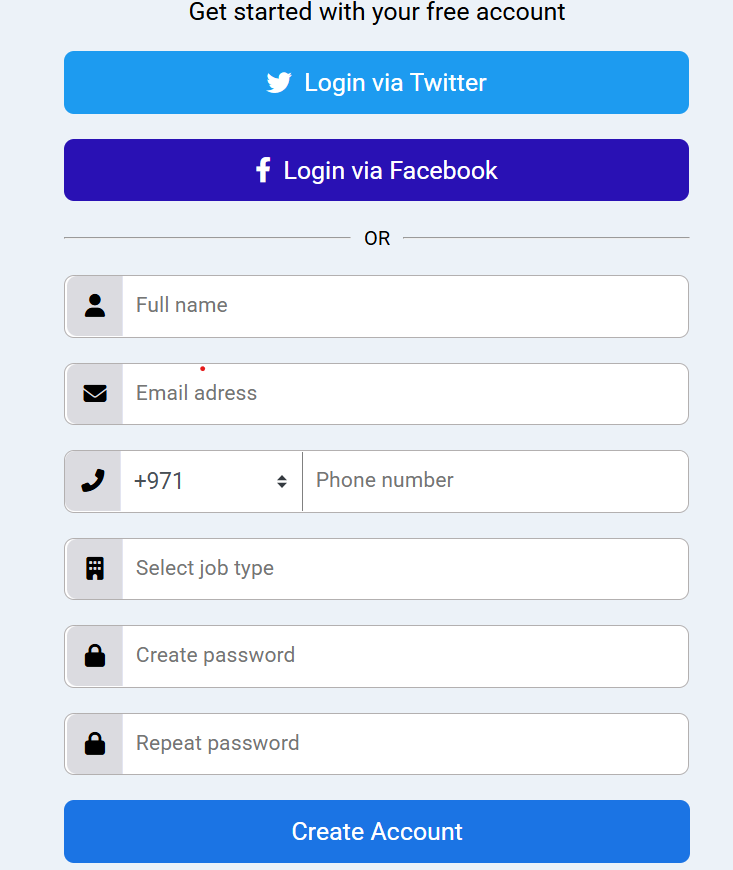 Get started with your free account
Login via Twitter
Login via Facebook
OR
Full name
Email adress
+971 Phone number
Select job type
Create password
Repeat password
Create Account